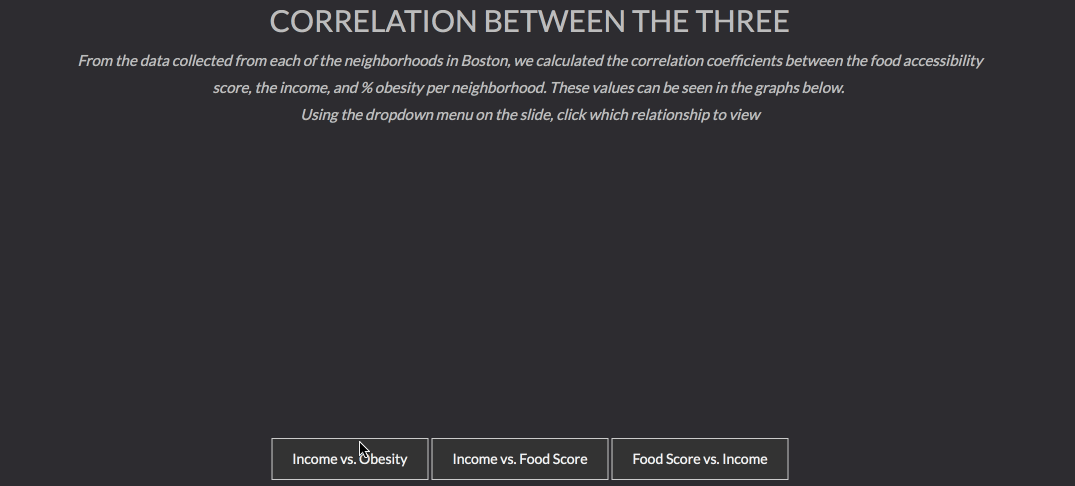 CORRELATION BETWEEN THE THREE
From the data collected from each of the neighborhoods in Boston, we calculated the correlation coefficients between the food accessibility
score, the income, and % obesity per neighborhood. These values can be seen in the graphs below.
Using the dropdown menu on the slide, click which relationship to view
Income vs. Obesity
Income vs. Food Score
Food Score vs. Income